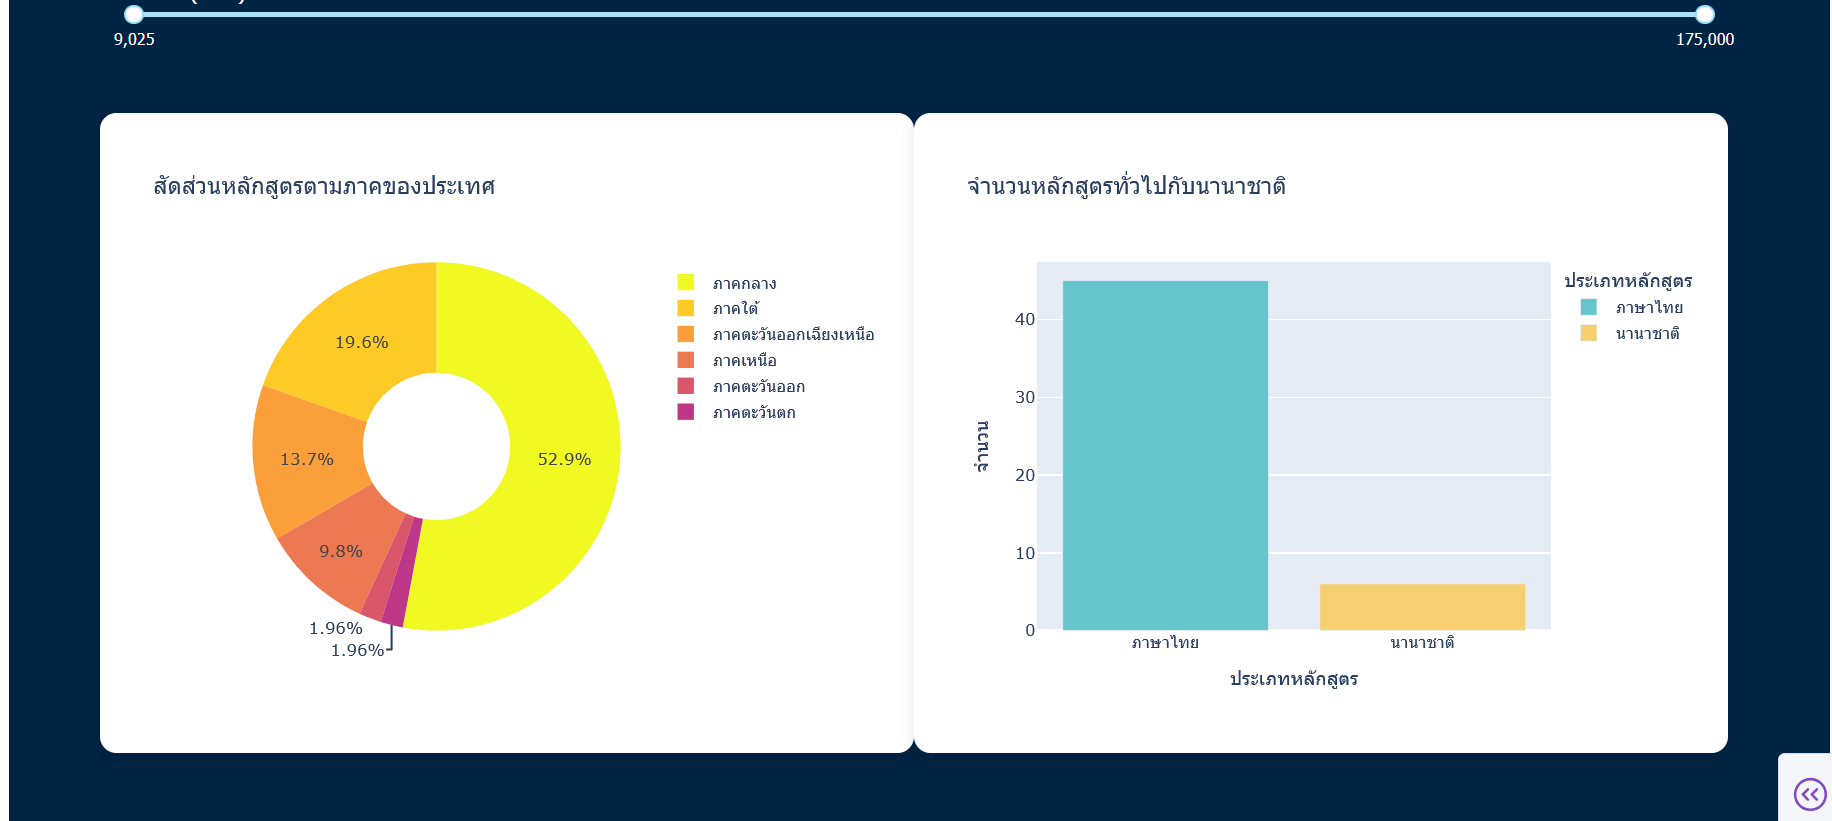 9,025
175,000
สัดส่วนหลักสูตรตามภาคของประเทศ
52.9%
19.6%
13.7%
9.8%
1.96%
1.96%
ภาคกลาง
ภาคใต้
ภาคตะวันออกเฉียงเหนือ
ภาคเหนือ
ภาคตะวันออก
ภาคตะวันตก
จำนวนหลักสูตรทั่วไปกับนานาชาติ
จำนวน
40
30
20
10
0
ภาษาไทย
นานาชาติ
ประเภทหลักสูตร
ประเภทหลักสูตร
ภาษาไทย
นานาชาติ